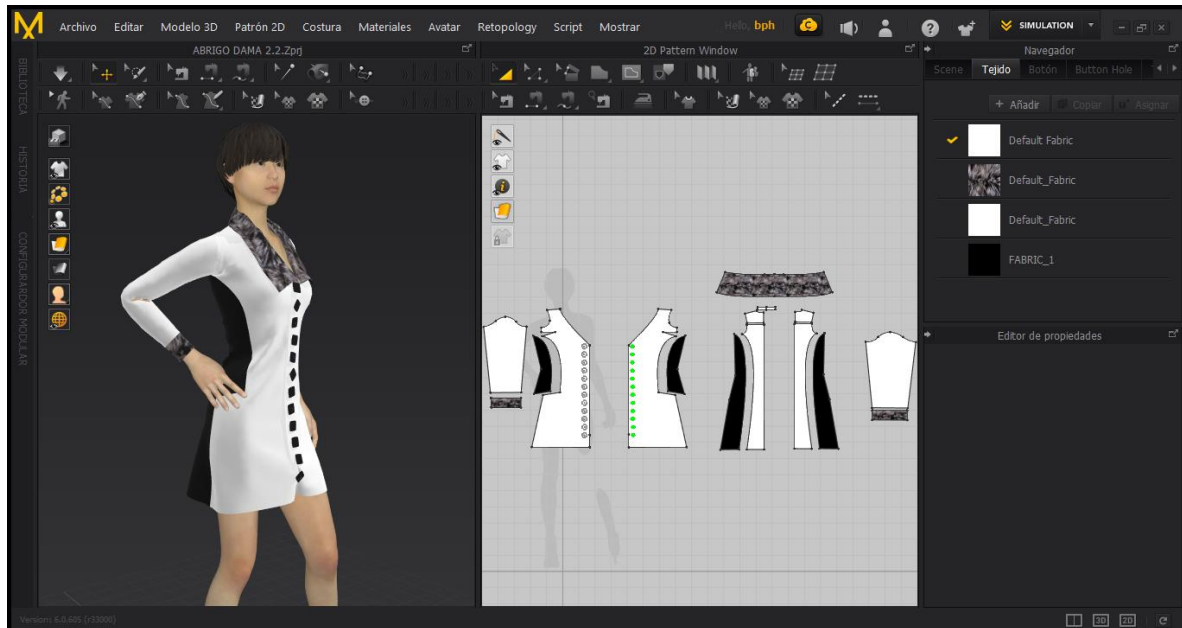 Archivo Editar Modelo 3D Patrón 2D Costura Materiales Avatar Retopology Script Mostrar Hello, bph SIMULATION
ABRIGO DAMA 2.2.Zprj
2D Pattern Window
Navegador
Scene Tejido Botón Button Hole
+ Añadir Copiar Asignar
Default Fabric
Default_Fabric
Default_Fabric
FABRIC_1
Editor de propiedades
BIBLIOTECA
HISTORIA
CONFIGURARDOR MODULAR
Version: 6.0.605 (r33000)
3D 2D